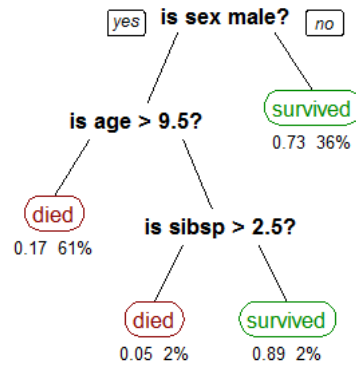 yes is sex male? no
is age > 9.5?
survived
0.73 36%
died
0.17 61%
is sibsp > 2.5?
died
0.05 2%
survived
0.89 2%